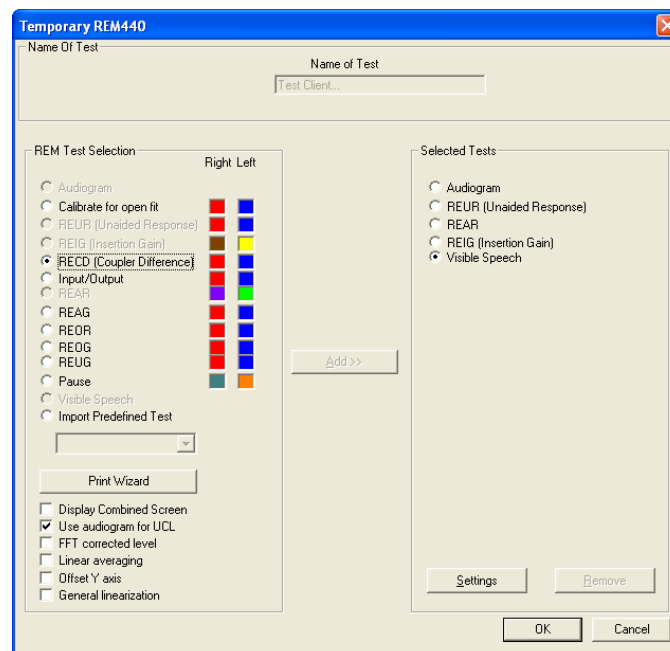 Temporary REM440
Name Of Test
Name of Test
Test Client...
REM Test Selection
Right Left
Audiogram
Calibrate for open fit
REUR (Unaided Response)
REIG (Insertion Gain)
RECD (Coupler Difference)
Input/Output
REAR
REAG
REOR
REOG
REUG
Pause
Visible Speech
Import Predefined Test
Print Wizard
Display Combined Screen
Use audiogram for UCL
FFT corrected level
Linear averaging
Offset Y axis
General linearization
Add >>
Selected Tests
Audiogram
REUR (Unaided Response)
REAR
REIG (Insertion Gain)
Visible Speech
Settings
Remove
OK
Cancel